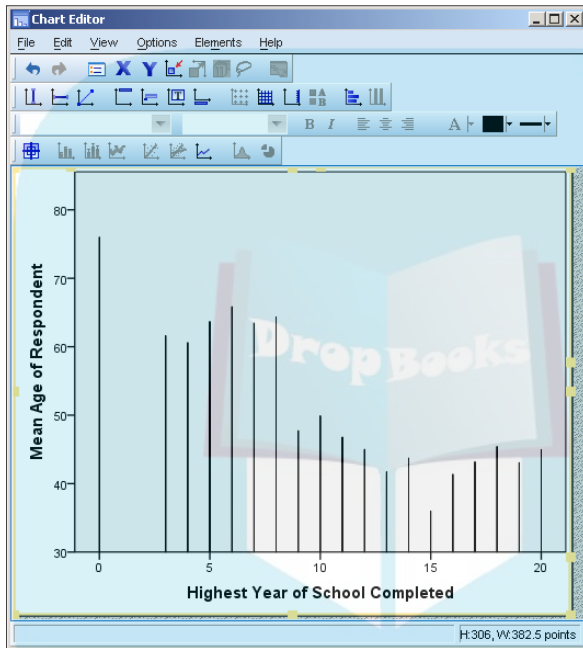 Chart Editor
File Edit View Options Elements Help
X Y
B I A
80
70
60
50
40
30
Mean Age of Respondent
DropBooks
0 5 10 15 20
Highest Year of School Completed
H:306, W:382.5 points